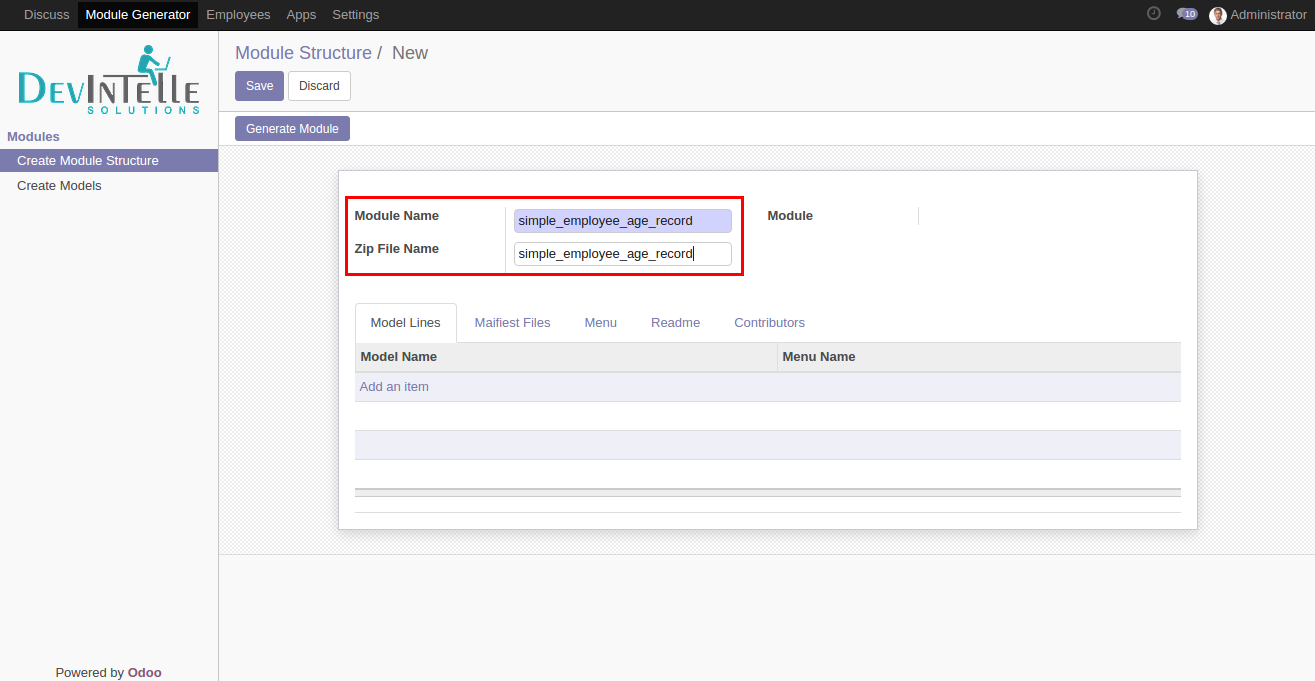 Discuss Module Generator Employees Apps Settings 10 Administrator
DEVINTELLE
SOLUTIONS
Modules
Create Module Structure
Create Models
Powered by Odoo
Module Structure / New
Save Discard
Generate Module
Module Name simple_employee_age_record Module
Zip File Name simple_employee_age_record
Model Lines Maifiest Files Menu Readme Contributors
Model Name Menu Name
Add an item